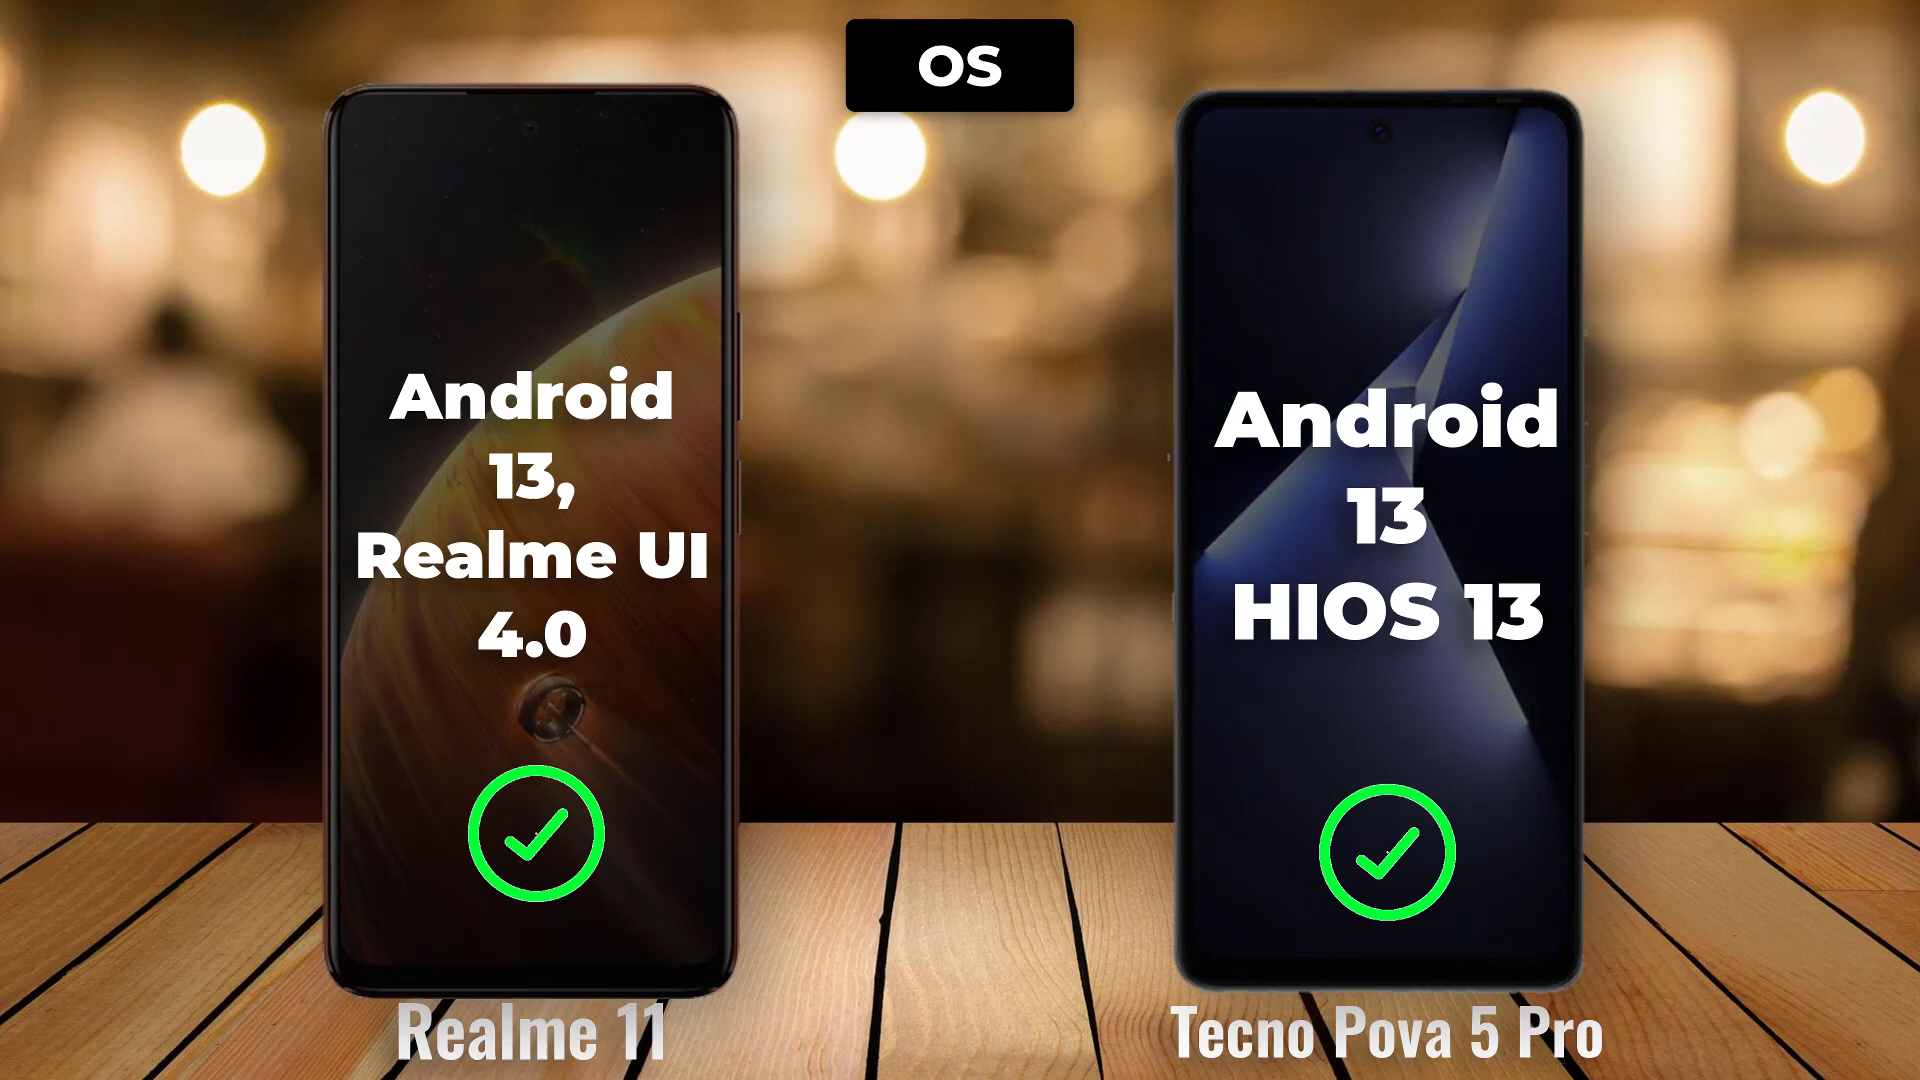 OS
Android
13,
Realme UI
4.0
Android
13
HIOS 13
Realme 11
Tecno Pova 5 Pro